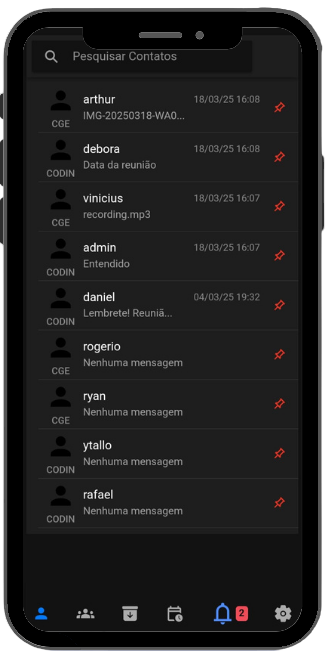 Pesquisar Contatos
arthur 18/03/25 16:08
IMG-20250318-WA0...
CGE
debora 18/03/25 16:08
Data da reunião
CODIN
vinicius 18/03/25 16:07
recording.mp3
CGE
admin 18/03/25 16:07
Entendido
CODIN
daniel 04/03/25 19:32
Lembrete! Reuniã...
CODIN
rogerio
Nenhuma mensagem
CGE
ryan
Nenhuma mensagem
CGE
ytallo
Nenhuma mensagem
CODIN
rafael
Nenhuma mensagem
CODIN
2